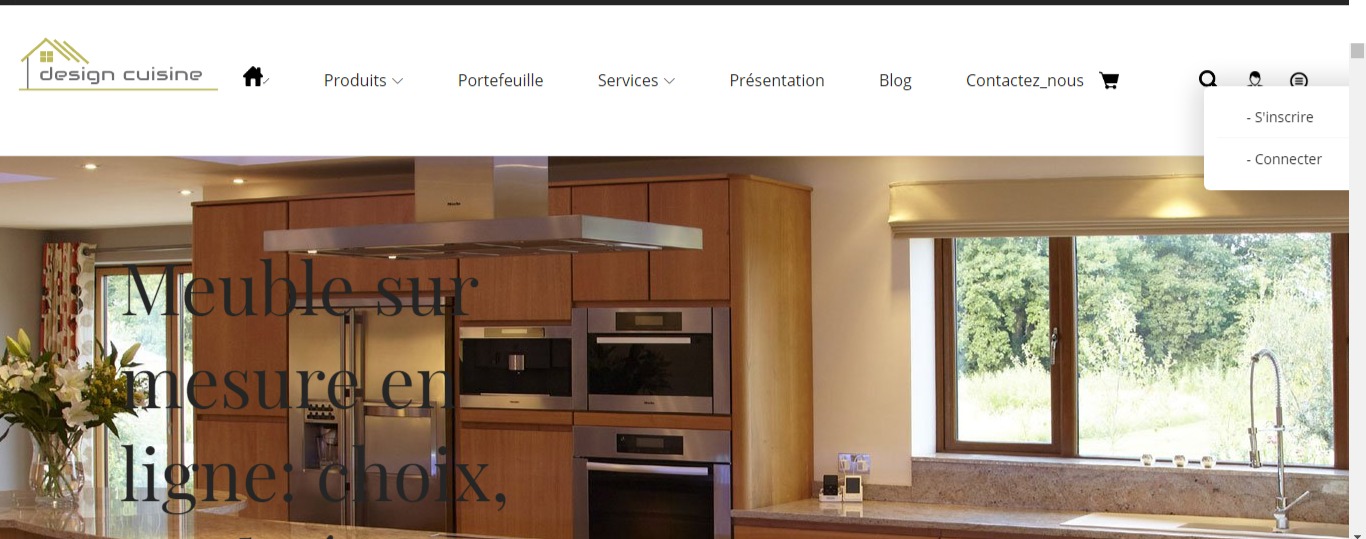 design cuisine
Produits
Portefeuille
Services
Présentation
Blog
Contactez_nous
- S'inscrire
- Connecter
Meuble sur
mesure en
ligne: choix,